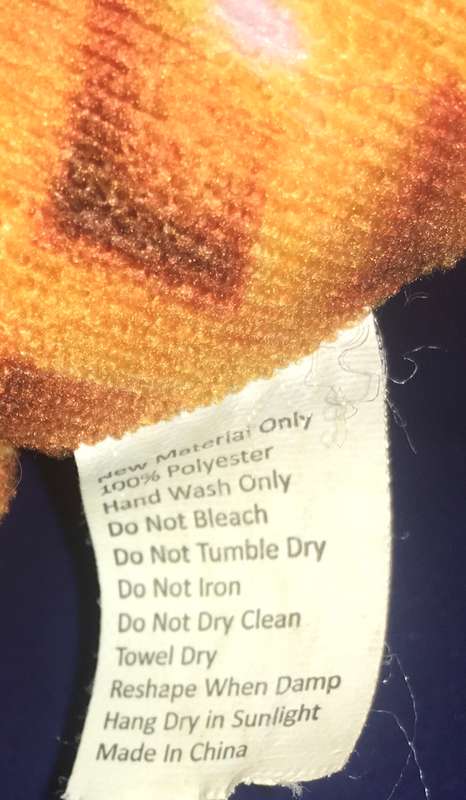 New Material Only
100% Polyester
Hand Wash Only
Do Not Bleach
Do Not Tumble Dry
Do Not Iron
Do Not Dry Clean
Towel Dry
Reshape When Damp
Hang Dry in Sunlight
Made In China